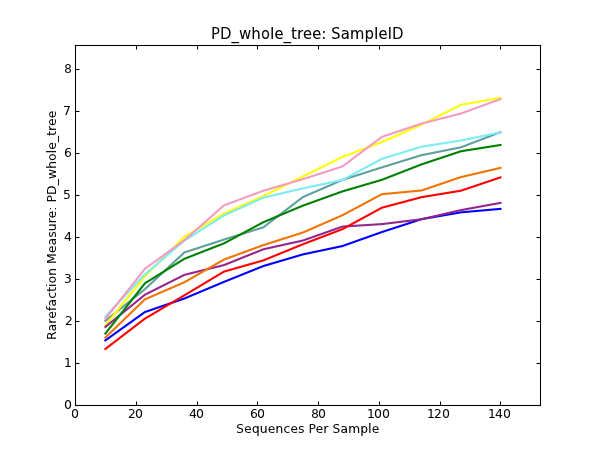 PD_whole_tree: SampleID
Rarefaction Measure: PD_whole_tree
8
7
6
5
4
3
2
1
0
0 20 40 60 80 100 120 140
Sequences Per Sample